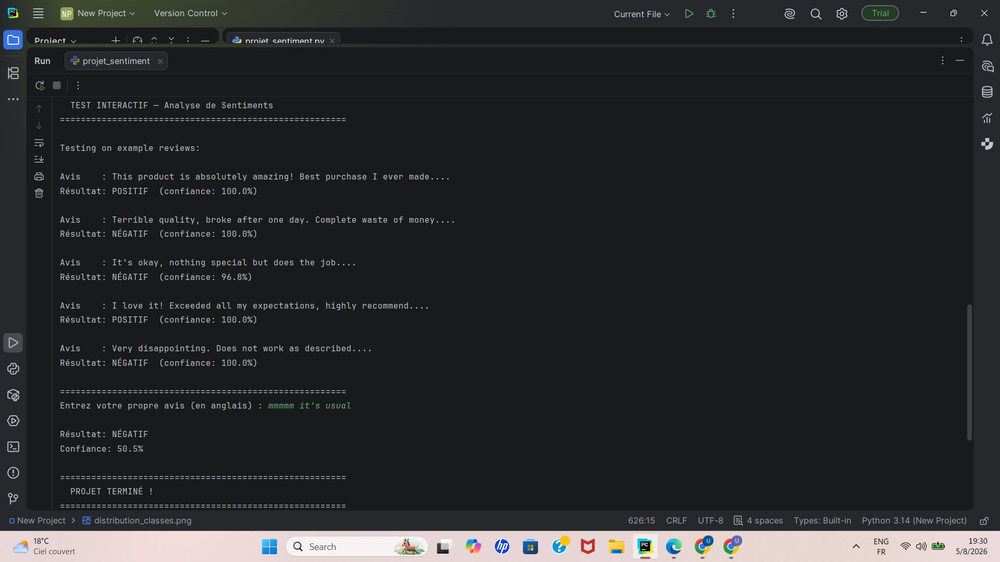 PC
NP New Project
Version Control
Current File
Trial
Project
projet_sentiment.py
Run
projet_sentiment
TEST INTERACTIF — Analyse de Sentiments
=======================================================
Testing on example reviews:
Avis    : This product is absolutely amazing! Best purchase I ever made....
Résultat: POSITIF  (confiance: 100.0%)
Avis    : Terrible quality, broke after one day. Complete waste of money....
Résultat: NÉGATIF  (confiance: 100.0%)
Avis    : It's okay, nothing special but does the job....
Résultat: NÉGATIF  (confiance: 96.8%)
Avis    : I love it! Exceeded all my expectations, highly recommend....
Résultat: POSITIF  (confiance: 100.0%)
Avis    : Very disappointing. Does not work as described....
Résultat: NÉGATIF  (confiance: 100.0%)
=======================================================
Entrez votre propre avis (en anglais) : mmmmm it's usual
Résultat: NÉGATIF
Confiance: 50.5%
=======================================================
PROJET TERMINÉ !
=======================================================
New Project > distribution_classes.png
626:15 CRLF UTF-8 4 spaces Types: Built-in Python 3.14 (New Project)
18°C
Ciel couvert
Search
hp
PC
U
U
ENG
FR
19:30
5/8/2026